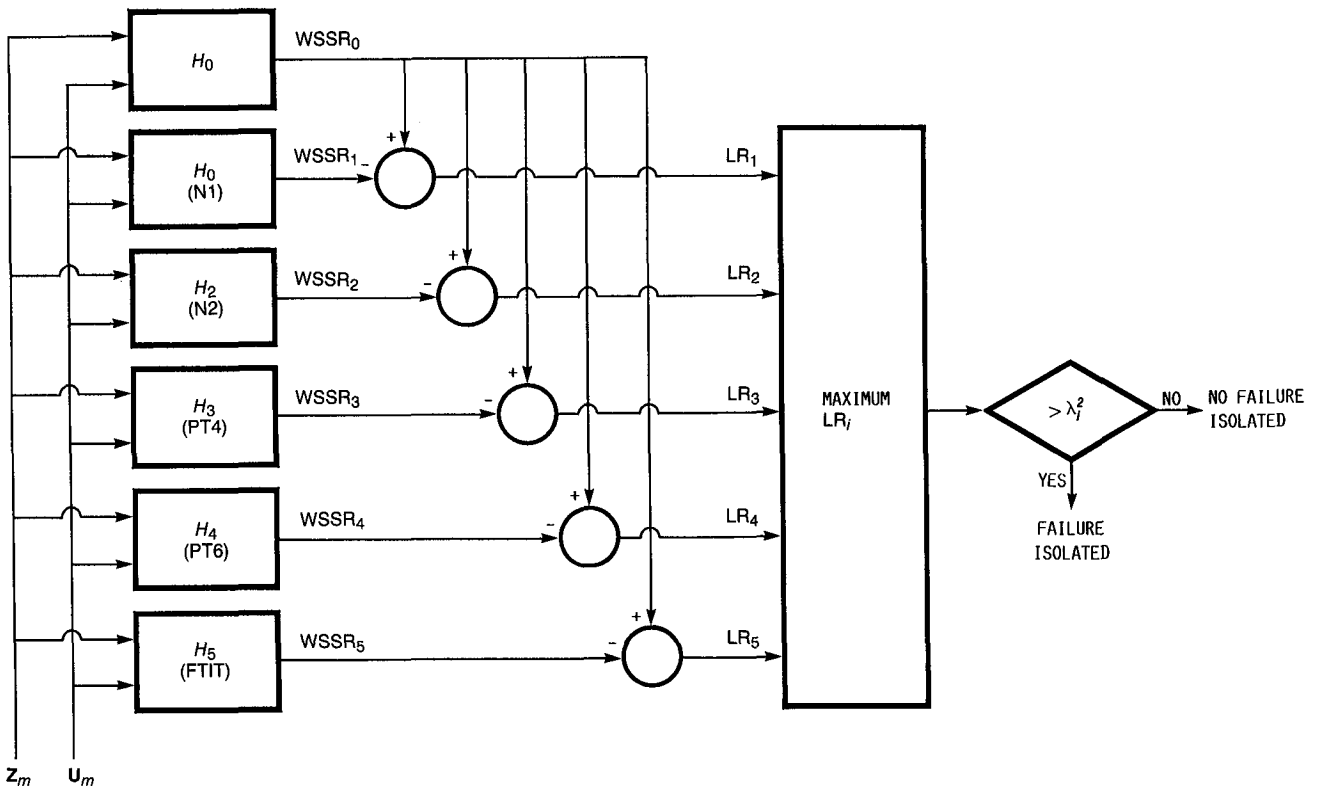 H₀ WSSR₀
H₀ (N1) WSSR₁ + - LR₁
H₂ (N2) WSSR₂ + - LR₂
H₃ (PT4) WSSR₃ + - LR₃
MAXIMUM
LRᵢ
> λᵢ²
NO
NO FAILURE
ISOLATED
YES
FAILURE
ISOLATED
H₄ (PT6) WSSR₄ + - LR₄
H₅ (FTIT) WSSR₅ + - LR₅
Zₘ Uₘ